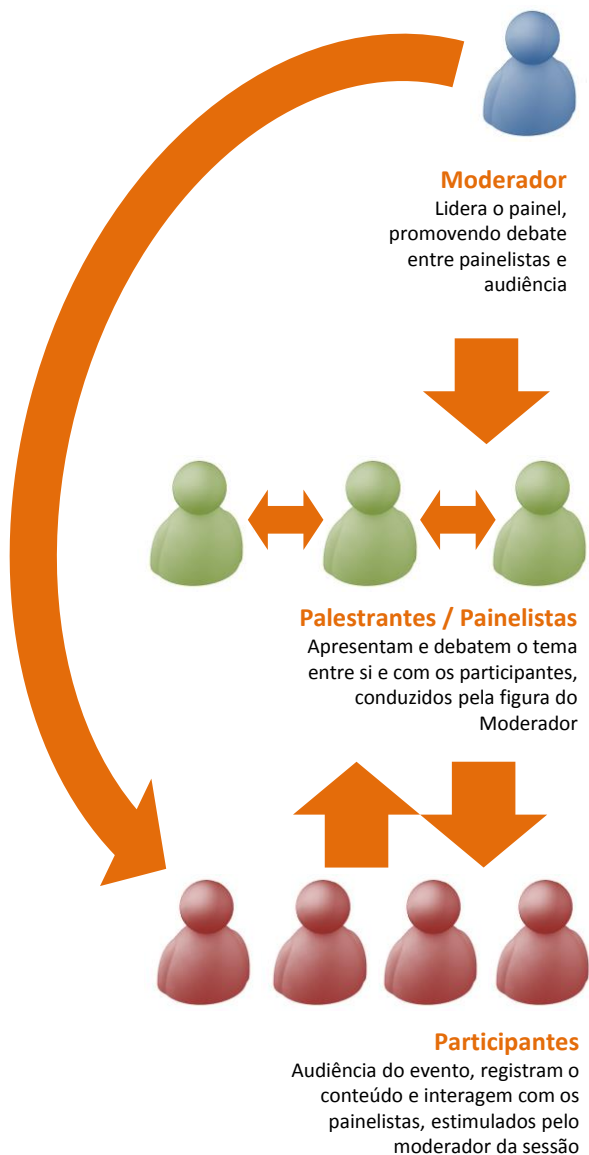 Moderador
Lidera o painel,
promovendo debate
entre painelistas e
audiência
Palestrantes / Painelistas
Apresentam e debatem o tema
entre si e com os participantes,
conduzidos pela figura do
Moderador
Participantes
Audiência do evento, registram o
conteúdo e interagem com os
painelistas, estimulados pelo
moderador da sessão